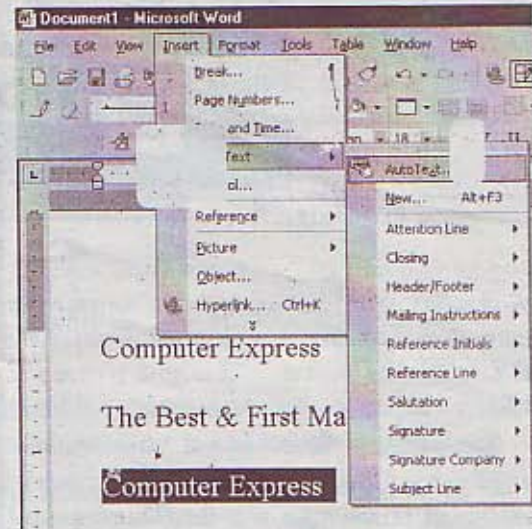 Document1 - Microsoft Word
File Edit View Insert Format Tools Table Window Help
Break...
Page Numbers...
and Time...
Text
ol...
Reference
Picture
Object...
Hyperlink... Ctrl+K
18
AutoText...
New... Alt+F3
Attention Line
Closing
Header/Footer
Mailing Instructions
Reference Initials
Reference Line
Salutation
Signature
Signature Company
Subject Line
Computer Express
The Best & First Ma
Computer Express